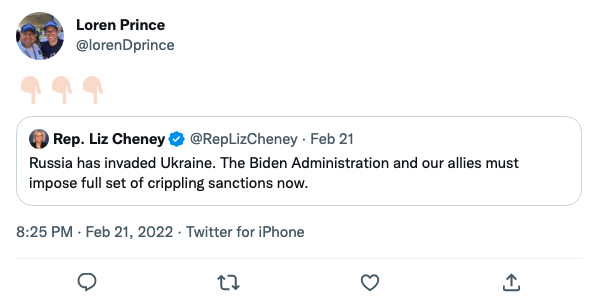 Loren Prince
@lorenDprince
👇🏻👇🏻👇🏻
Rep. Liz Cheney @RepLizCheney · Feb 21
Russia has invaded Ukraine. The Biden Administration and our allies must
impose full set of crippling sanctions now.
8:25 PM · Feb 21, 2022 · Twitter for iPhone